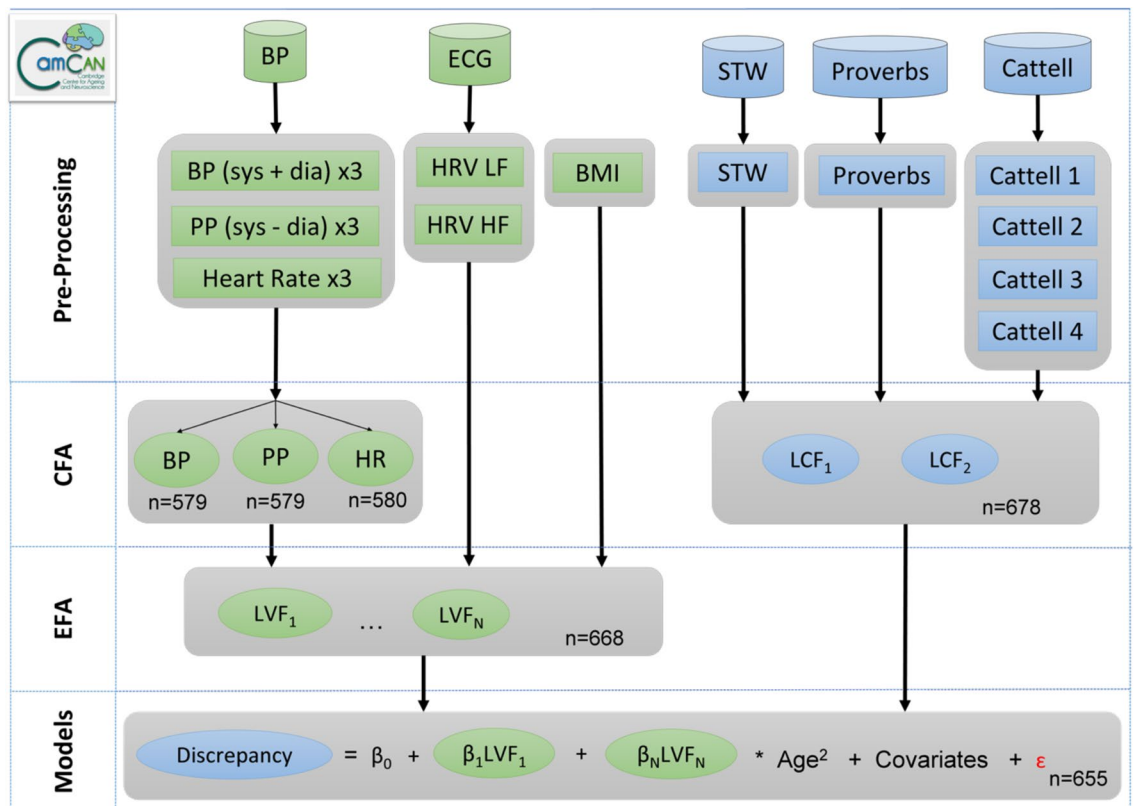 CamCAN
Cambridge
Centre for Ageing
and Neuroscience
BP
ECG
STW
Proverbs
Cattell
Pre-Processing
BP (sys + dia) x3
PP (sys - dia) x3
Heart Rate x3
HRV LF
HRV HF
BMI
STW
Proverbs
Cattell 1
Cattell 2
Cattell 3
Cattell 4
CFA
BP
PP
HR
n=579
n=579
n=580
LCF₁
LCF₂
n=678
EFA
LVF₁
...
LVF_N
n=668
Models
Discrepancy = β₀ + β₁LVF₁ + β_NLVF_N * Age² + Covariates + ε
n=655